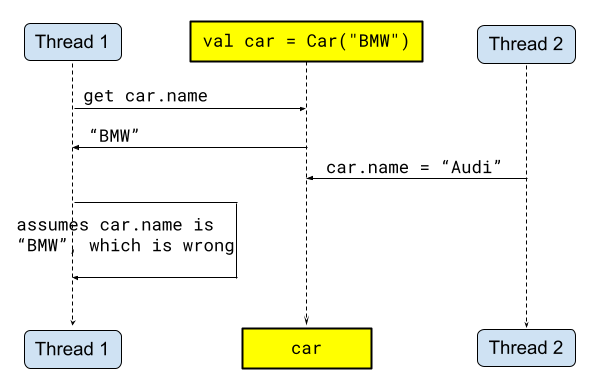 Thread 1
val car = Car("BMW")
Thread 2
get car.name
“BMW”
car.name = “Audi”
assumes car.name is
“BMW”, which is wrong
Thread 1
car
Thread 2